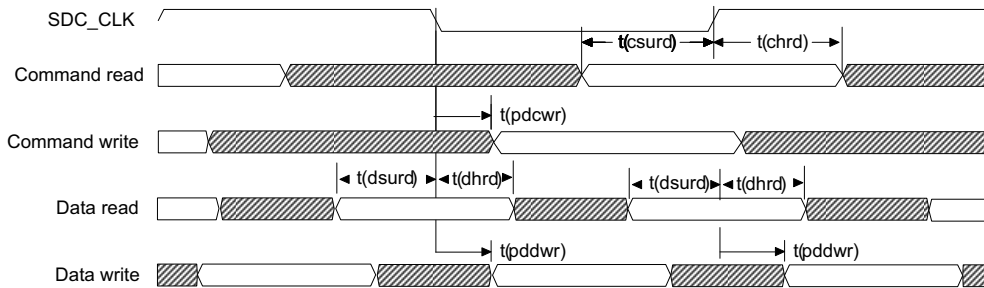 SDC_CLK
t(csurd)
t(chrd)
Command read
t(pdcwr)
Command write
t(dsurd)
t(dhrd)
t(dsurd)
t(dhrd)
Data read
t(pddwr)
t(pddwr)
Data write